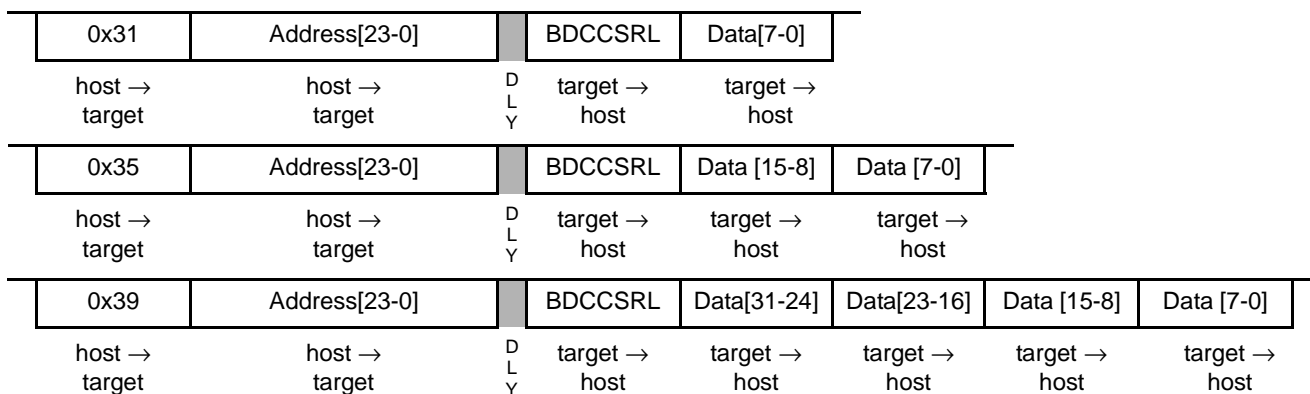 0x31 Address[23-0] BDCCSRL Data[7-0]
host → host → D target → target →
target target L host host
Y
0x35 Address[23-0] BDCCSRL Data [15-8] Data [7-0]
host → host → D target → target → target →
target target L host host host
Y
0x39 Address[23-0] BDCCSRL Data[31-24] Data[23-16] Data [15-8] Data [7-0]
host → host → D target → target → target → target → target →
target target L host host host host host
Y